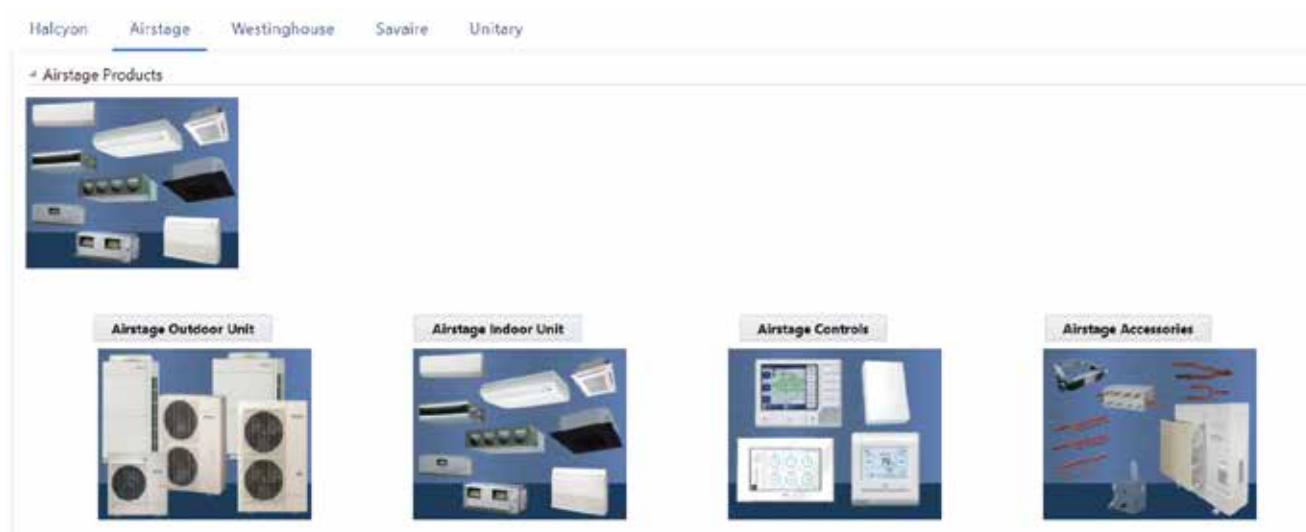 Halcyon Airstage Westinghouse Savaire Unitary
Airstage Products
Airstage Outdoor Unit Airstage Indoor Unit Airstage Controls Airstage Accessories